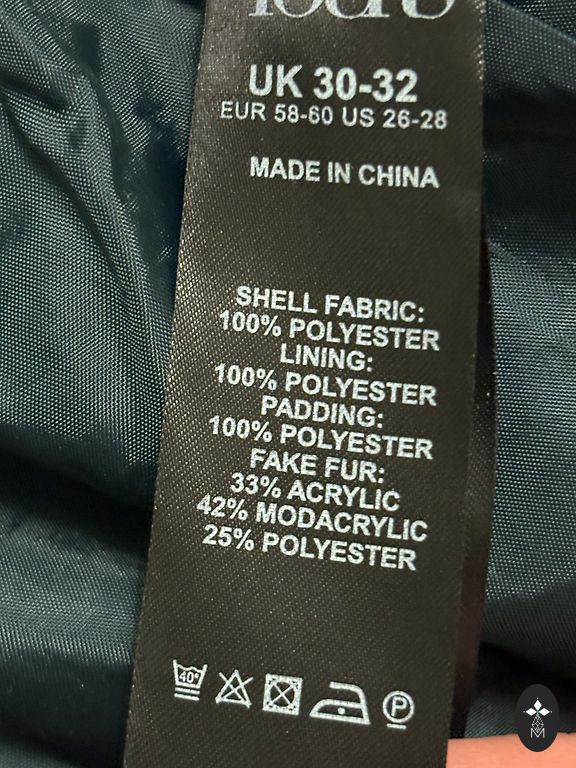 UK 30-32
EUR 58-60 US 26-28
MADE IN CHINA
SHELL FABRIC:
100% POLYESTER
LINING:
100% POLYESTER
PADDING:
100% POLYESTER
FAKE FUR:
33% ACRYLIC
42% MODACRYLIC
25% POLYESTER
40°
P